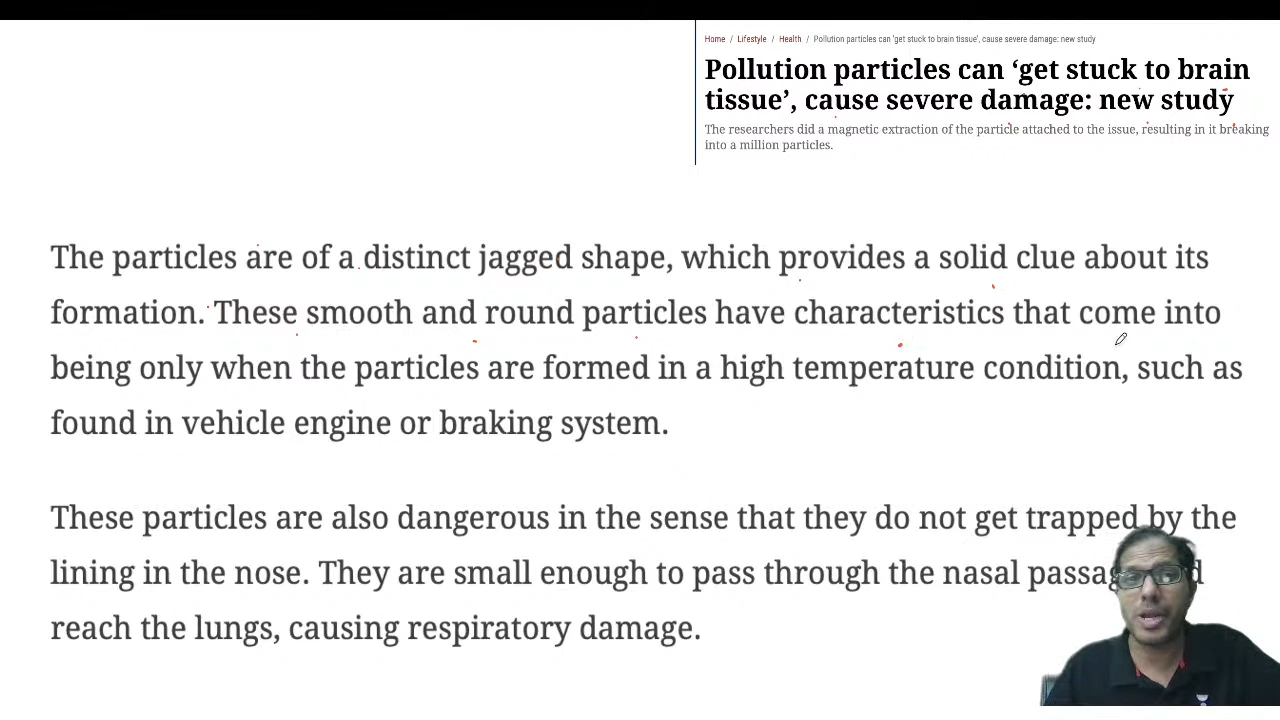 Home / Lifestyle / Health / Pollution particles can 'get stuck to brain tissue', cause severe damage: new study
Pollution particles can ‘get stuck to brain
tissue’, cause severe damage: new study
The researchers did a magnetic extraction of the particle attached to the issue, resulting in it breaking
into a million particles.
The particles are of a distinct jagged shape, which provides a solid clue about its
formation. These smooth and round particles have characteristics that come into
being only when the particles are formed in a high temperature condition, such as
found in vehicle engine or braking system.
These particles are also dangerous in the sense that they do not get trapped by the
lining in the nose. They are small enough to pass through the nasal
reach the lungs, causing respiratory damage.